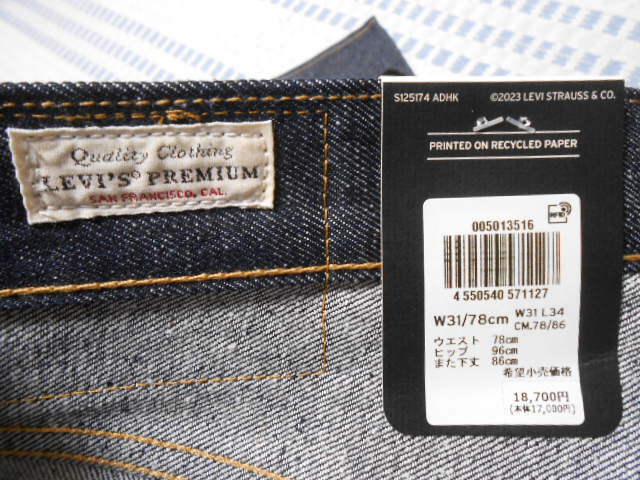 Quality Clothing
LEVI'S® PREMIUM
SAN FRANCISCO, CAL.
S125174 ADHK ©2023 LEVI STRAUSS & CO.
PRINTED ON RECYCLED PAPER
RFID
005013516
4 550540 571127
W31/78cm W31 L34
CM.78/86
ウエスト 78cm
ヒップ 96cm
また下丈 86cm
希望小売価格
18,700円
(本体17,000円)